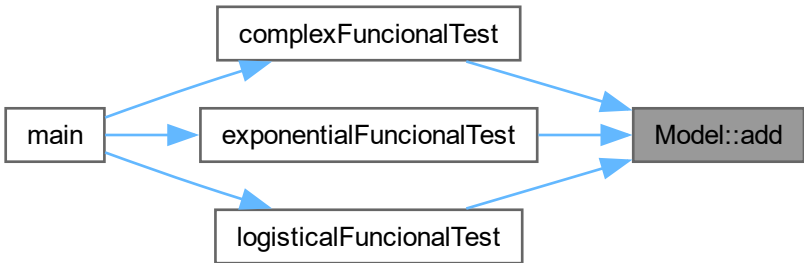 complexFuncionalTest
main
exponentialFuncionalTest
Model::add
logisticalFuncionalTest